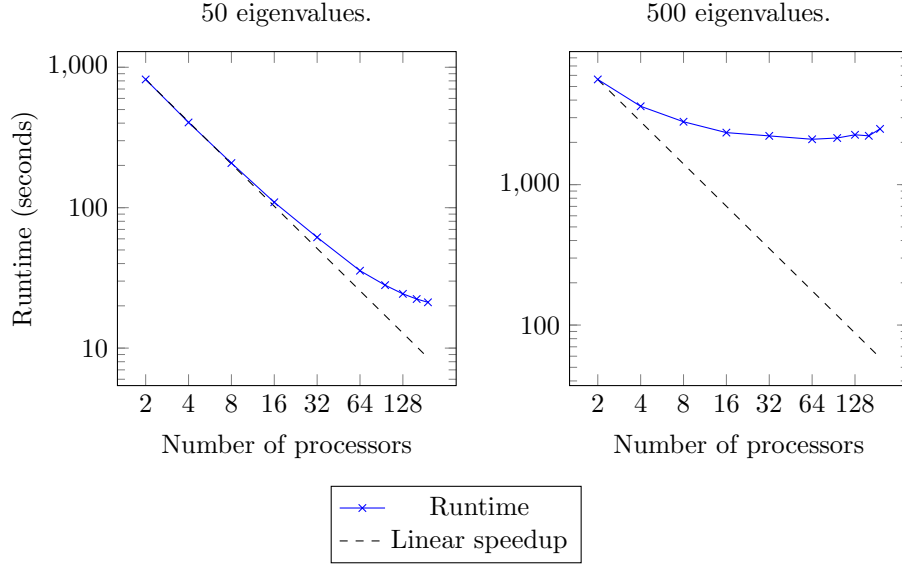 50 eigenvalues.
1,000
100
10
Runtime (seconds)
2 4 8 16 32 64 128
Number of processors
500 eigenvalues.
1,000
100
2 4 8 16 32 64 128
Number of processors
Runtime
Linear speedup